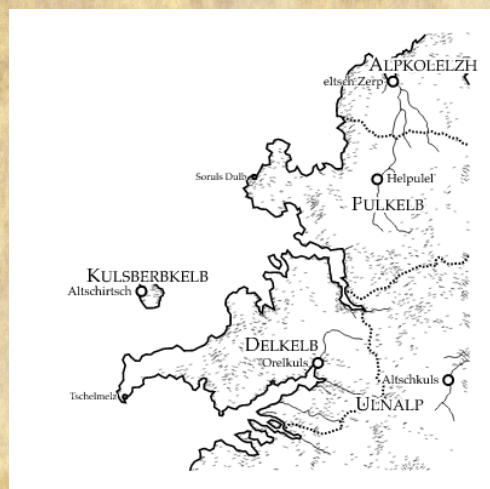 ALPKOLELZH
eltsch Zerp
Soruls Dulb
Helpulel
FULKELB
KULSBERBKELB
Altschirtsch
DELKELB
Orelkuls
Altschkuls
Tschelmelz
ULNALP